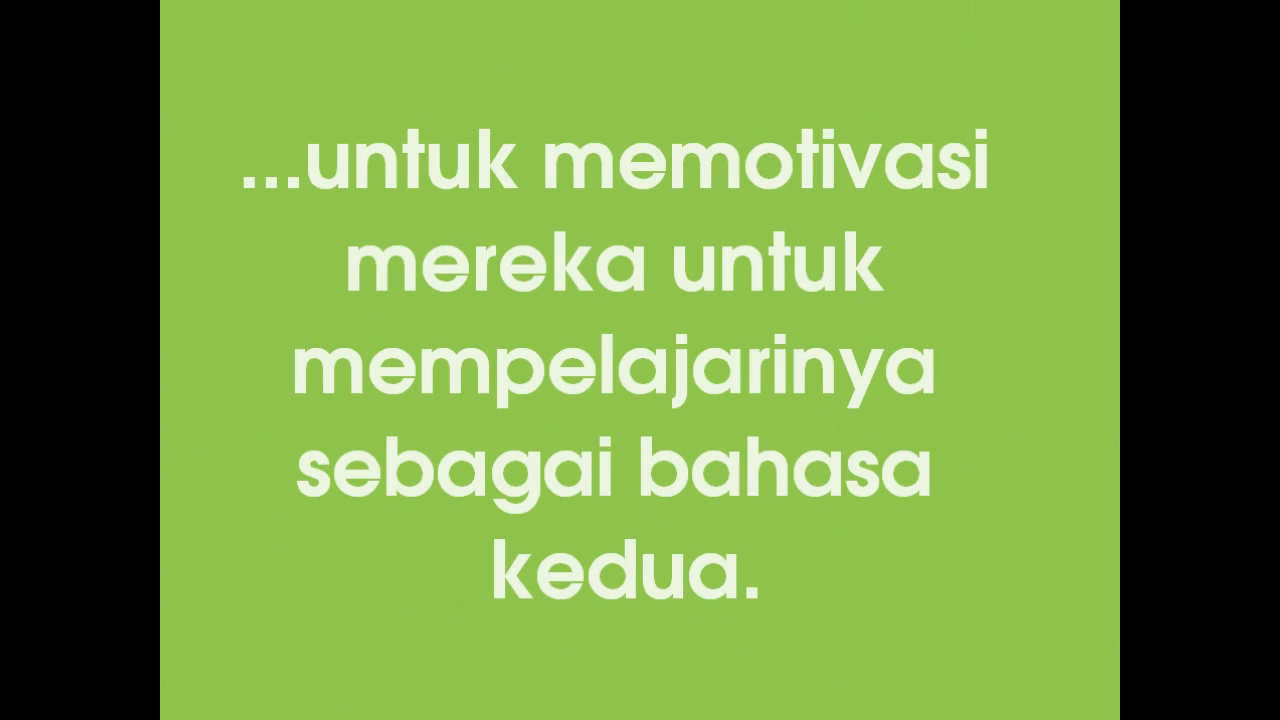 ...untuk memotivasi
mereka untuk
mempelajarinya
sebagai bahasa
kedua.